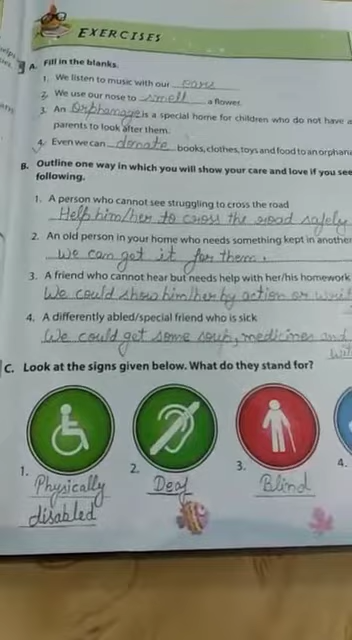 EXERCISES
A. Fill in the blanks.
1. We listen to music with our ears
2. We use our nose to smell a flower.
3. An Orphanage is a special home for children who do not have a
parents to look after them.
4. Even we can donate books, clothes, toys and food to an orphana
B. Outline one way in which you will show your care and love if you see
following.
1. A person who cannot see struggling to cross the road
Help him/her to cross the road safely
2. An old person in your home who needs something kept in another
We can get it for them.
3. A friend who cannot hear but needs help with her/his homework
We could show him/her by action or writ
4. A differently abled/special friend who is sick
We could get some soup, medicines and
C. Look at the signs given below. What do they stand for?
1. 2. 3. 4.
Physically Deaf Blind
disabled